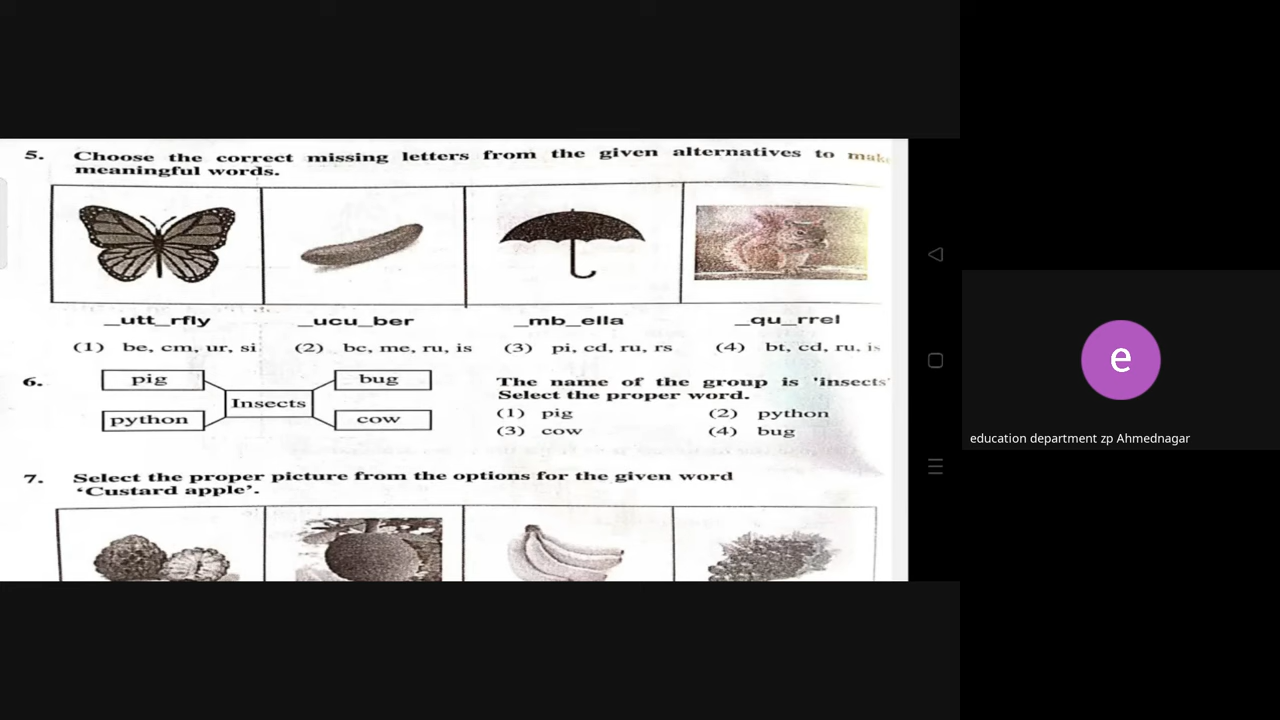 5. Choose the correct missing letters from the given alternatives to make
meaningful words.
_utt_rfly _ucu_ber _mb_ella _qu_rrel
(1) be, cm, ur, si (2) bc, me, ru, is (3) pi, cd, ru, rs (4) bt, cd, ru, is
6. pig bug
Insects
python cow
The name of the group is 'insects'
Select the proper word.
(1) pig (2) python
(3) cow (4) bug
7. Select the proper picture from the options for the given word
‘Custard apple’.
e
education department zp Ahmednagar